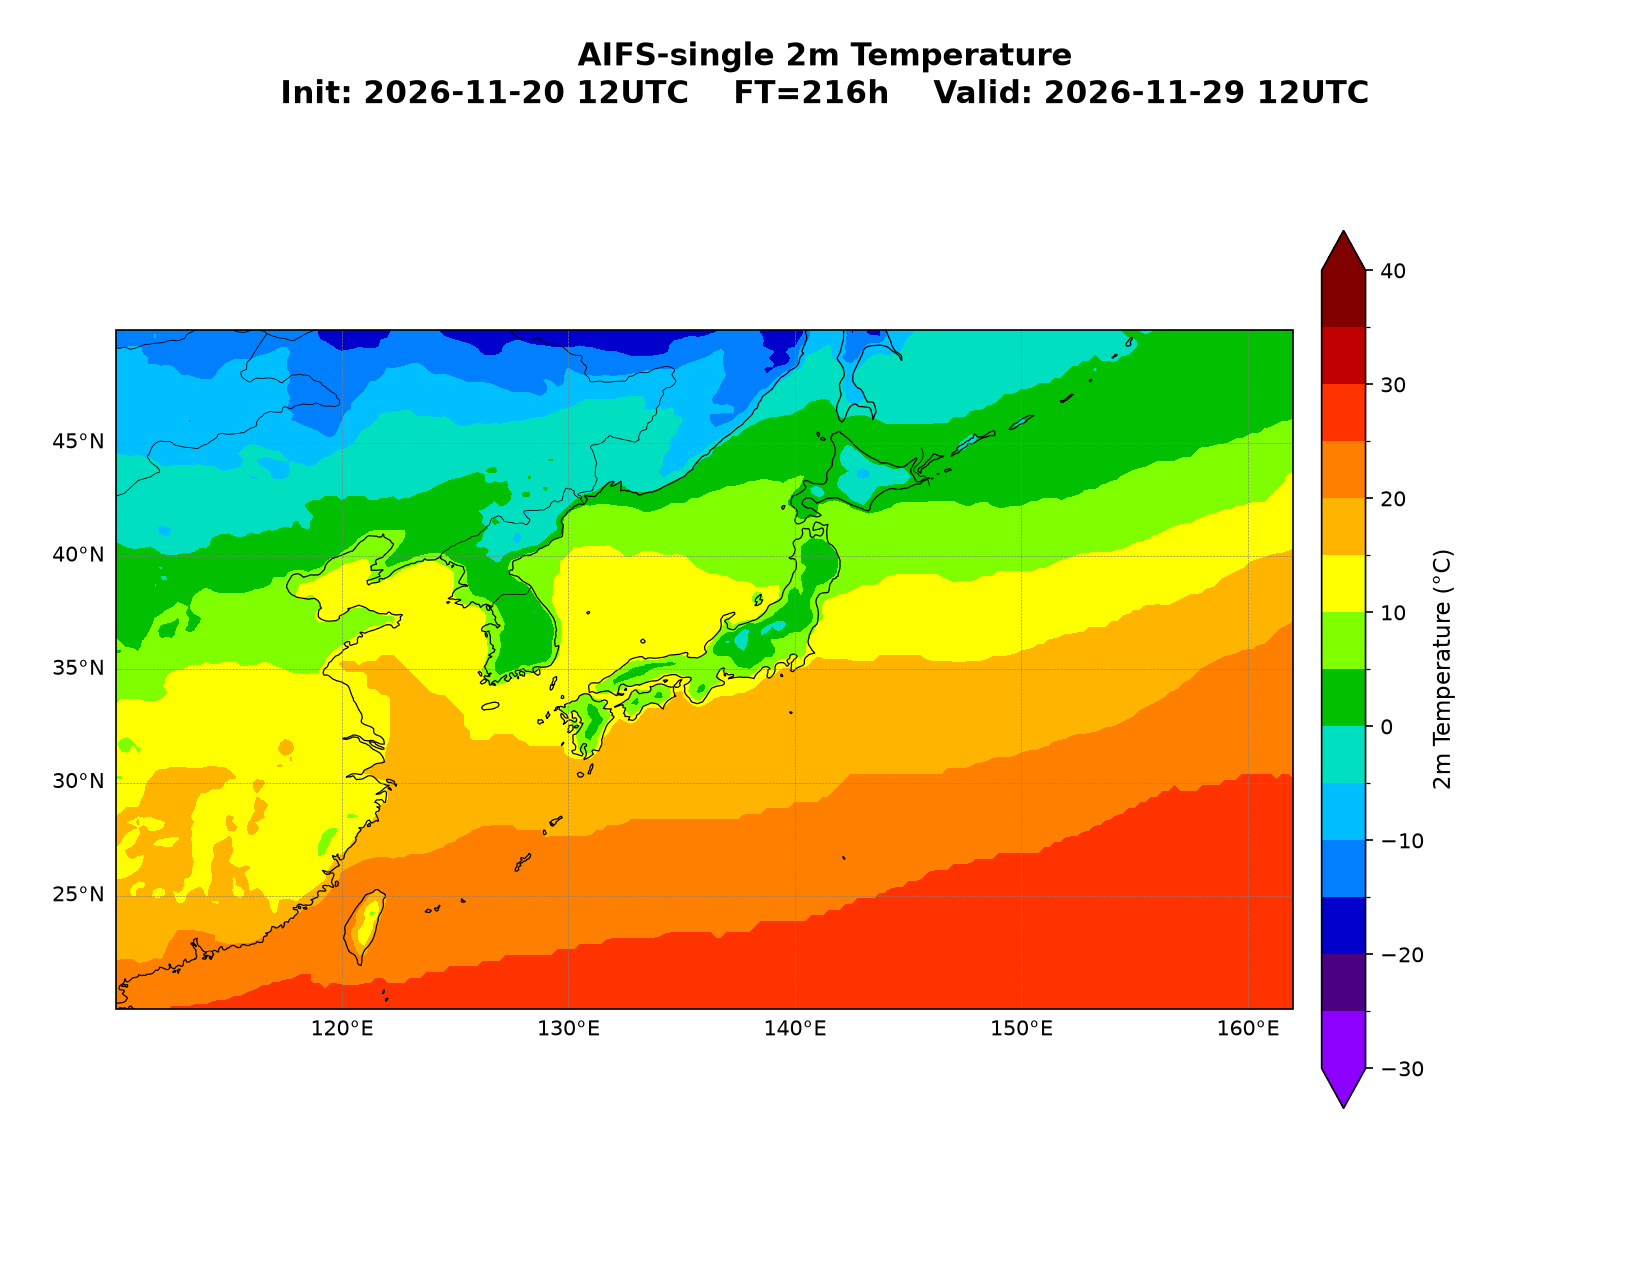 AIFS-single 2m Temperature
Init: 2026-11-20 12UTC    FT=216h    Valid: 2026-11-29 12UTC
45°N
40°N
35°N
30°N
25°N
120°E
130°E
140°E
150°E
160°E
40
30
20
10
0
−10
−20
−30
2m Temperature (°C)